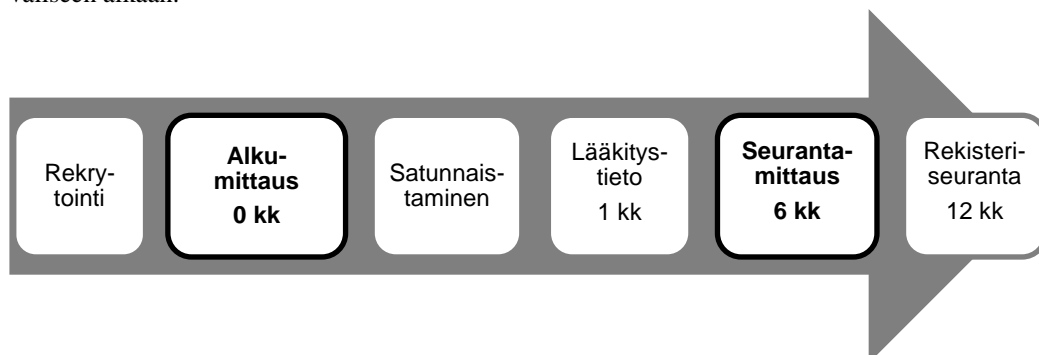 Rekry-
tointi
Alku-
mittaus
0 kk
Satunnais-
taminen
Lääkitys-
tieto
1 kk
Seuranta-
mittaus
6 kk
Rekisteri-
seuranta
12 kk